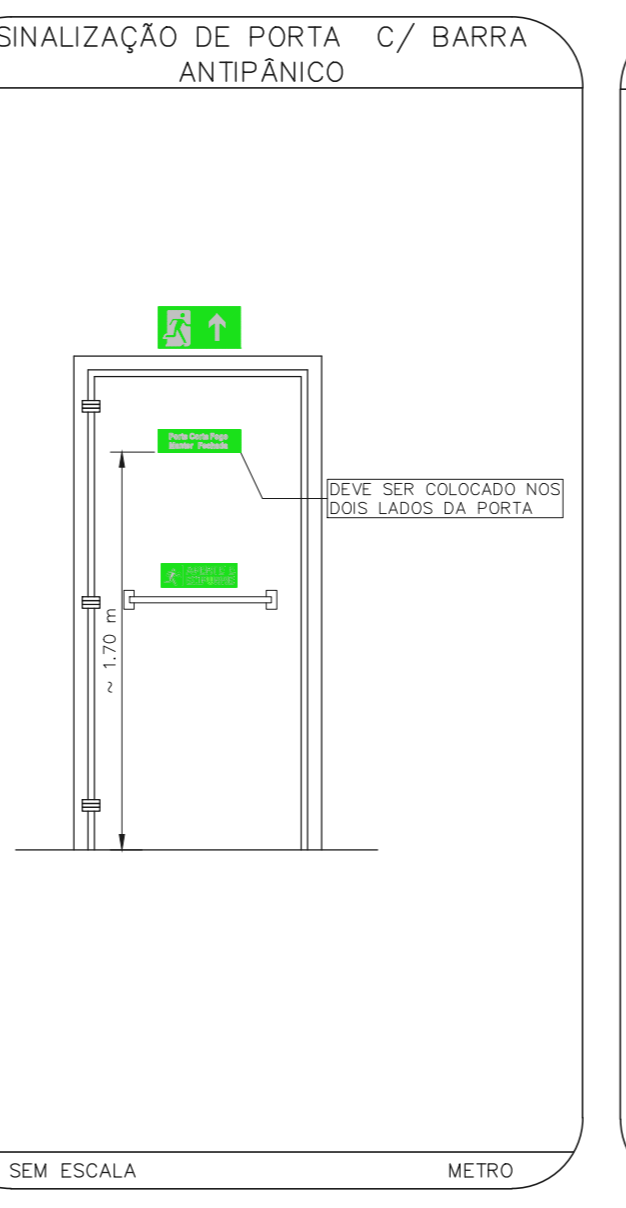 SINALIZAÇÃO DE PORTA C/ BARRA
ANTIPÂNICO
Porta Corta Fogo
Manter Fechada
DEVE SER COLOCADO NOS
DOIS LADOS DA PORTA
~ 1.70 m
SEM ESCALA METRO